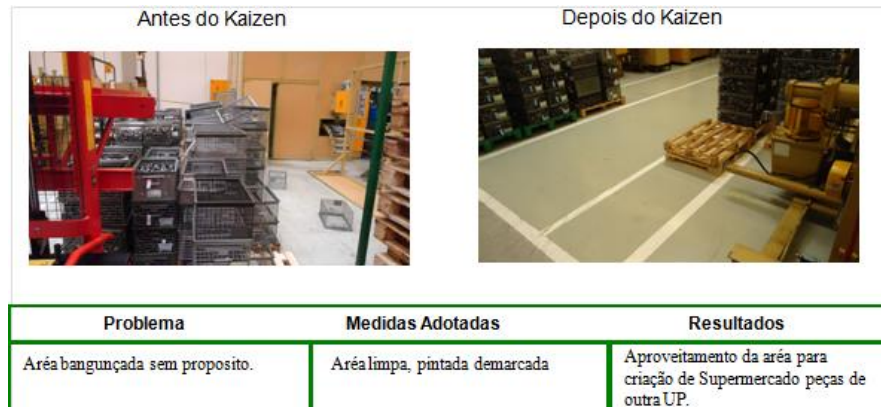 Antes do Kaizen
Depois do Kaizen
Problema
Medidas Adotadas
Resultados
Aréa bangunçada sem proposito.
Aréa limpa, pintada demarcada
Aproveitamento da aréa para
criação de Supermercado peças de
outra UP.